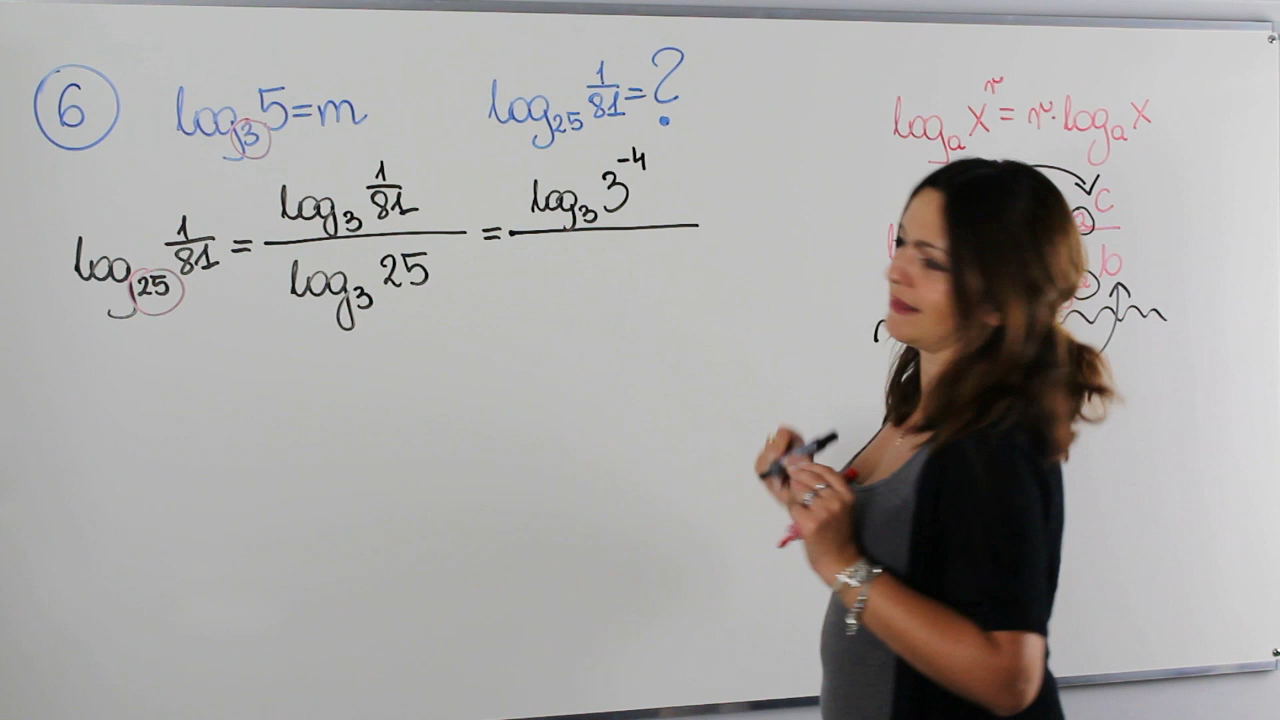 6 log₃5=m log₂₅ 1/81=?
log₂₅ 1/81 = log₃ 1/81 / log₃ 25 = log₃ 3⁻⁴
logₐ xʳ = r·logₐ x
c
b